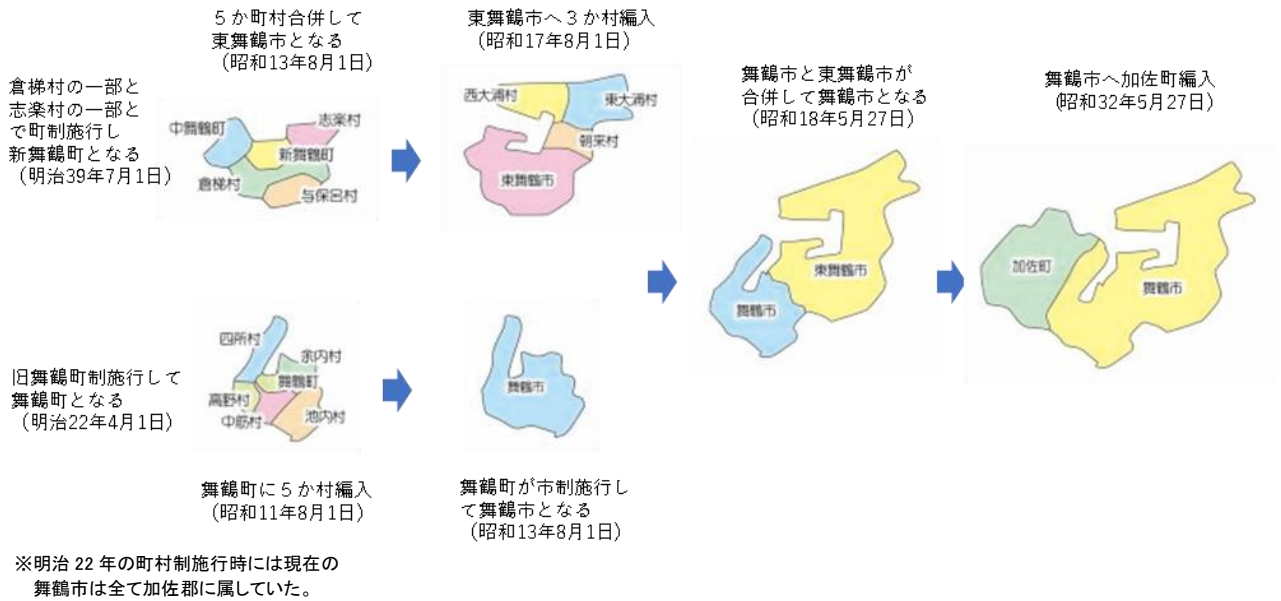 5か町村合併して
東舞鶴市となる
(昭和13年8月1日)
東舞鶴市へ3か村編入
(昭和17年8月1日)
舞鶴市と東舞鶴市が
合併して舞鶴市となる
(昭和18年5月27日)
舞鶴市へ加佐町編入
(昭和32年5月27日)
倉梯村の一部と
志楽村の一部と
で町制施行し
新舞鶴町となる
(明治39年7月1日)
中舞鶴町
志楽村
新舞鶴町
倉梯村
与保呂村
西大浦村
東大浦村
朝来村
東舞鶴市
東舞鶴市
舞鶴市
加佐町
舞鶴市
旧舞鶴町制施行して
舞鶴町となる
(明治22年4月1日)
四所村
余内村
舞鶴町
高野村
中筋村
池内村
舞鶴市
舞鶴町に5か村編入
(昭和11年8月1日)
舞鶴町が市制施行し
て舞鶴市となる
(昭和13年8月1日)
※明治22年の町村制施行時には現在の
舞鶴市は全て加佐郡に属していた。